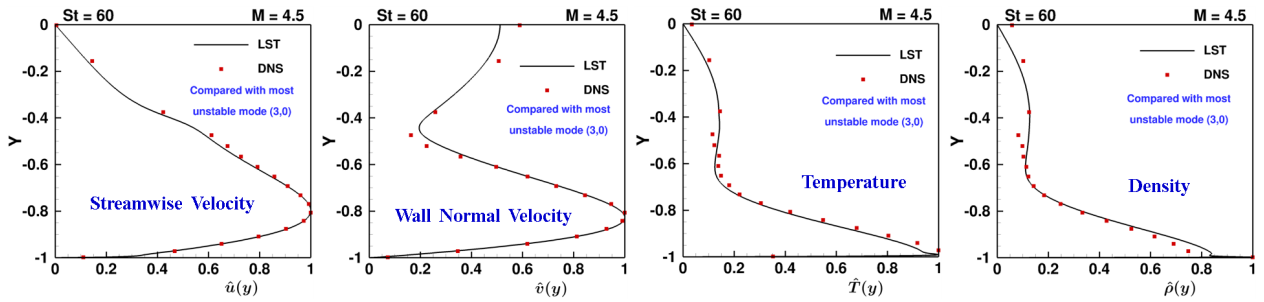 St = 60 M = 4.5
0
-0.2
-0.4
-0.6
-0.8
-1
Y
LST
DNS
Compared with most
unstable mode (3,0)
Streamwise Velocity
0 0.2 0.4 0.6 0.8 1
û(y)
St = 60 M = 4.5
0
-0.2
-0.4
-0.6
-0.8
-1
Y
LST
DNS
Compared with most
unstable mode (3,0)
Wall Normal Velocity
0 0.2 0.4 0.6 0.8 1
v̂(y)
St = 60 M = 4.5
0
-0.2
-0.4
-0.6
-0.8
-1
Y
LST
DNS
Compared with most
unstable mode (3,0)
Temperature
0 0.2 0.4 0.6 0.8 1
T̂(y)
St = 60 M = 4.5
0
-0.2
-0.4
-0.6
-0.8
-1
Y
LST
DNS
Compared with most
unstable mode (3,0)
Density
0 0.2 0.4 0.6 0.8 1
ρ̂(y)